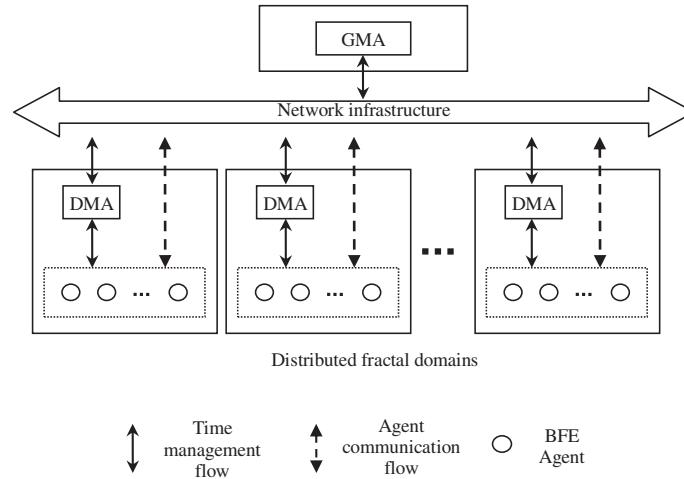 GMA
Network infrastructure
DMA
DMA
DMA
...
...
...
...
Distributed fractal domains
Time
management
flow
Agent
communication
flow
BFE
Agent